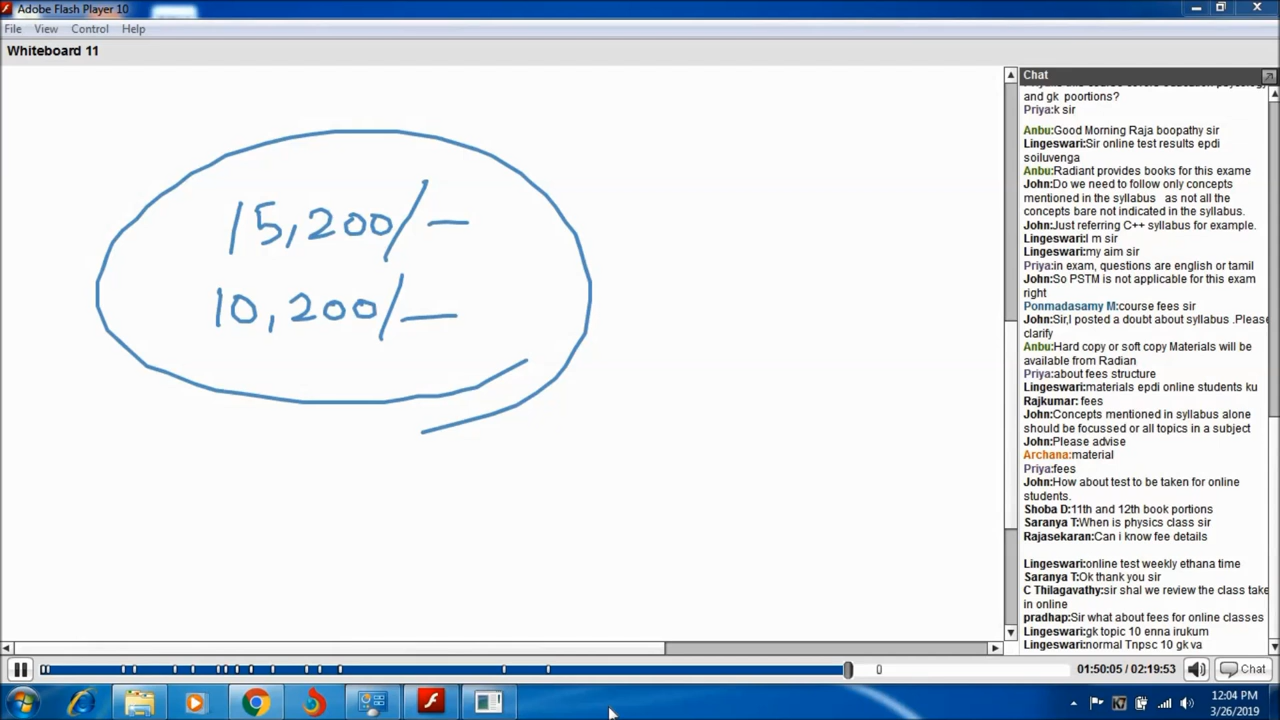 Adobe Flash Player 10
File View Control Help
Whiteboard 11
15,200/-
10,200/-
Chat
and gk poortions?
Priya:k sir
Anbu:Good Morning Raja boopathy sir
Lingeswari:Sir online test results epdi
soiluvenga
Anbu:Radiant provides books for this exame
John:Do we need to follow only concepts
mentioned in the syllabus as not all the
concepts bare not indicated in the syllabus.
John:Just referring C++ syllabus for example.
Lingeswari:I m sir
Lingeswari:my aim sir
Priya:in exam, questions are english or tamil
John:So PSTM is not applicable for this exam
right
Ponmadasamy M:course fees sir
John:Sir,I posted a doubt about syllabus .Please
clarify
Anbu:Hard copy or soft copy Materials will be
available from Radian
Priya:about fees structure
Lingeswari:materials epdi online students ku
Rajkumar: fees
John:Concepts mentioned in syllabus alone
should be focussed or all topics in a subject
John:Please advise
Archana:material
Priya:fees
John:How about test to be taken for online
students.
Shoba D:11th and 12th book portions
Saranya T:When is physics class sir
Rajasekaran:Can i know fee details
Lingeswari:online test weekly ethana time
Saranya T:Ok thank you sir
C Thilagavathy:sir shal we review the class take
in online
pradhap:Sir what about fees for online classes
Lingeswari:gk topic 10 enna irukum
Lingeswari:normal Tnpsc 10 gk va
0
01:50:05 / 02:19:53
Chat
12:04 PM
3/26/2019